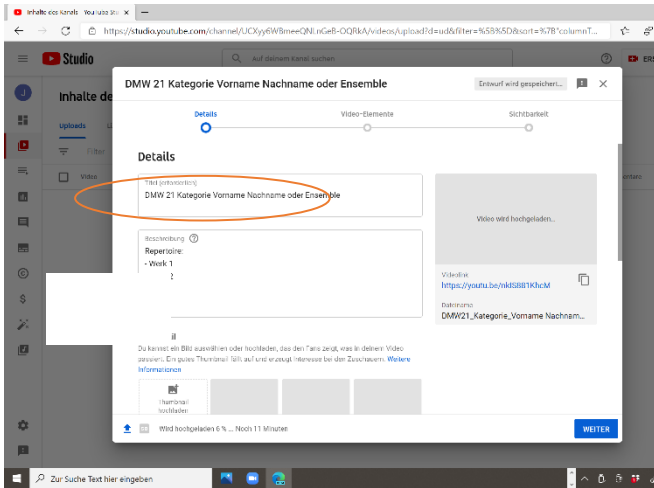 Inhalte des Kanals - YouTube Stu
https://studio.youtube.com/channel/UCXyy6WBmeeQNLnGeB-OQRkA/videos/upload?d=ud&filter=%5B%5D&sort=%7B"columnT...
Studio
Auf deinem Kanal suchen
ERS
DMW 21 Kategorie Vorname Nachname oder Ensemble
Entwurf wird gespeichert...
J
Inhalte de
Details
Video-Elemente
Sichtbarkeit
Uploads
Filter
Details
Video
Titel (erforderlich)
DMW 21 Kategorie Vorname Nachname oder Ensemble
Video wird hochgeladen...
Beschreibung
Repertoire:
- Werk 1
2
Videolink
https://youtu.be/nkIS881KhcM
Dateiname
DMW21_Kategorie_Vorname Nachnam...
il
Du kannst ein Bild auswählen oder hochladen, das den Fans zeigt, was in deinem Video
passiert. Ein gutes Thumbnail fällt auf und erzeugt Interesse bei den Zuschauern. Weitere
Informationen
Thumbnail
hochladen
Wird hochgeladen 6 % ... Noch 11 Minuten
WEITER
Zur Suche Text hier eingeben